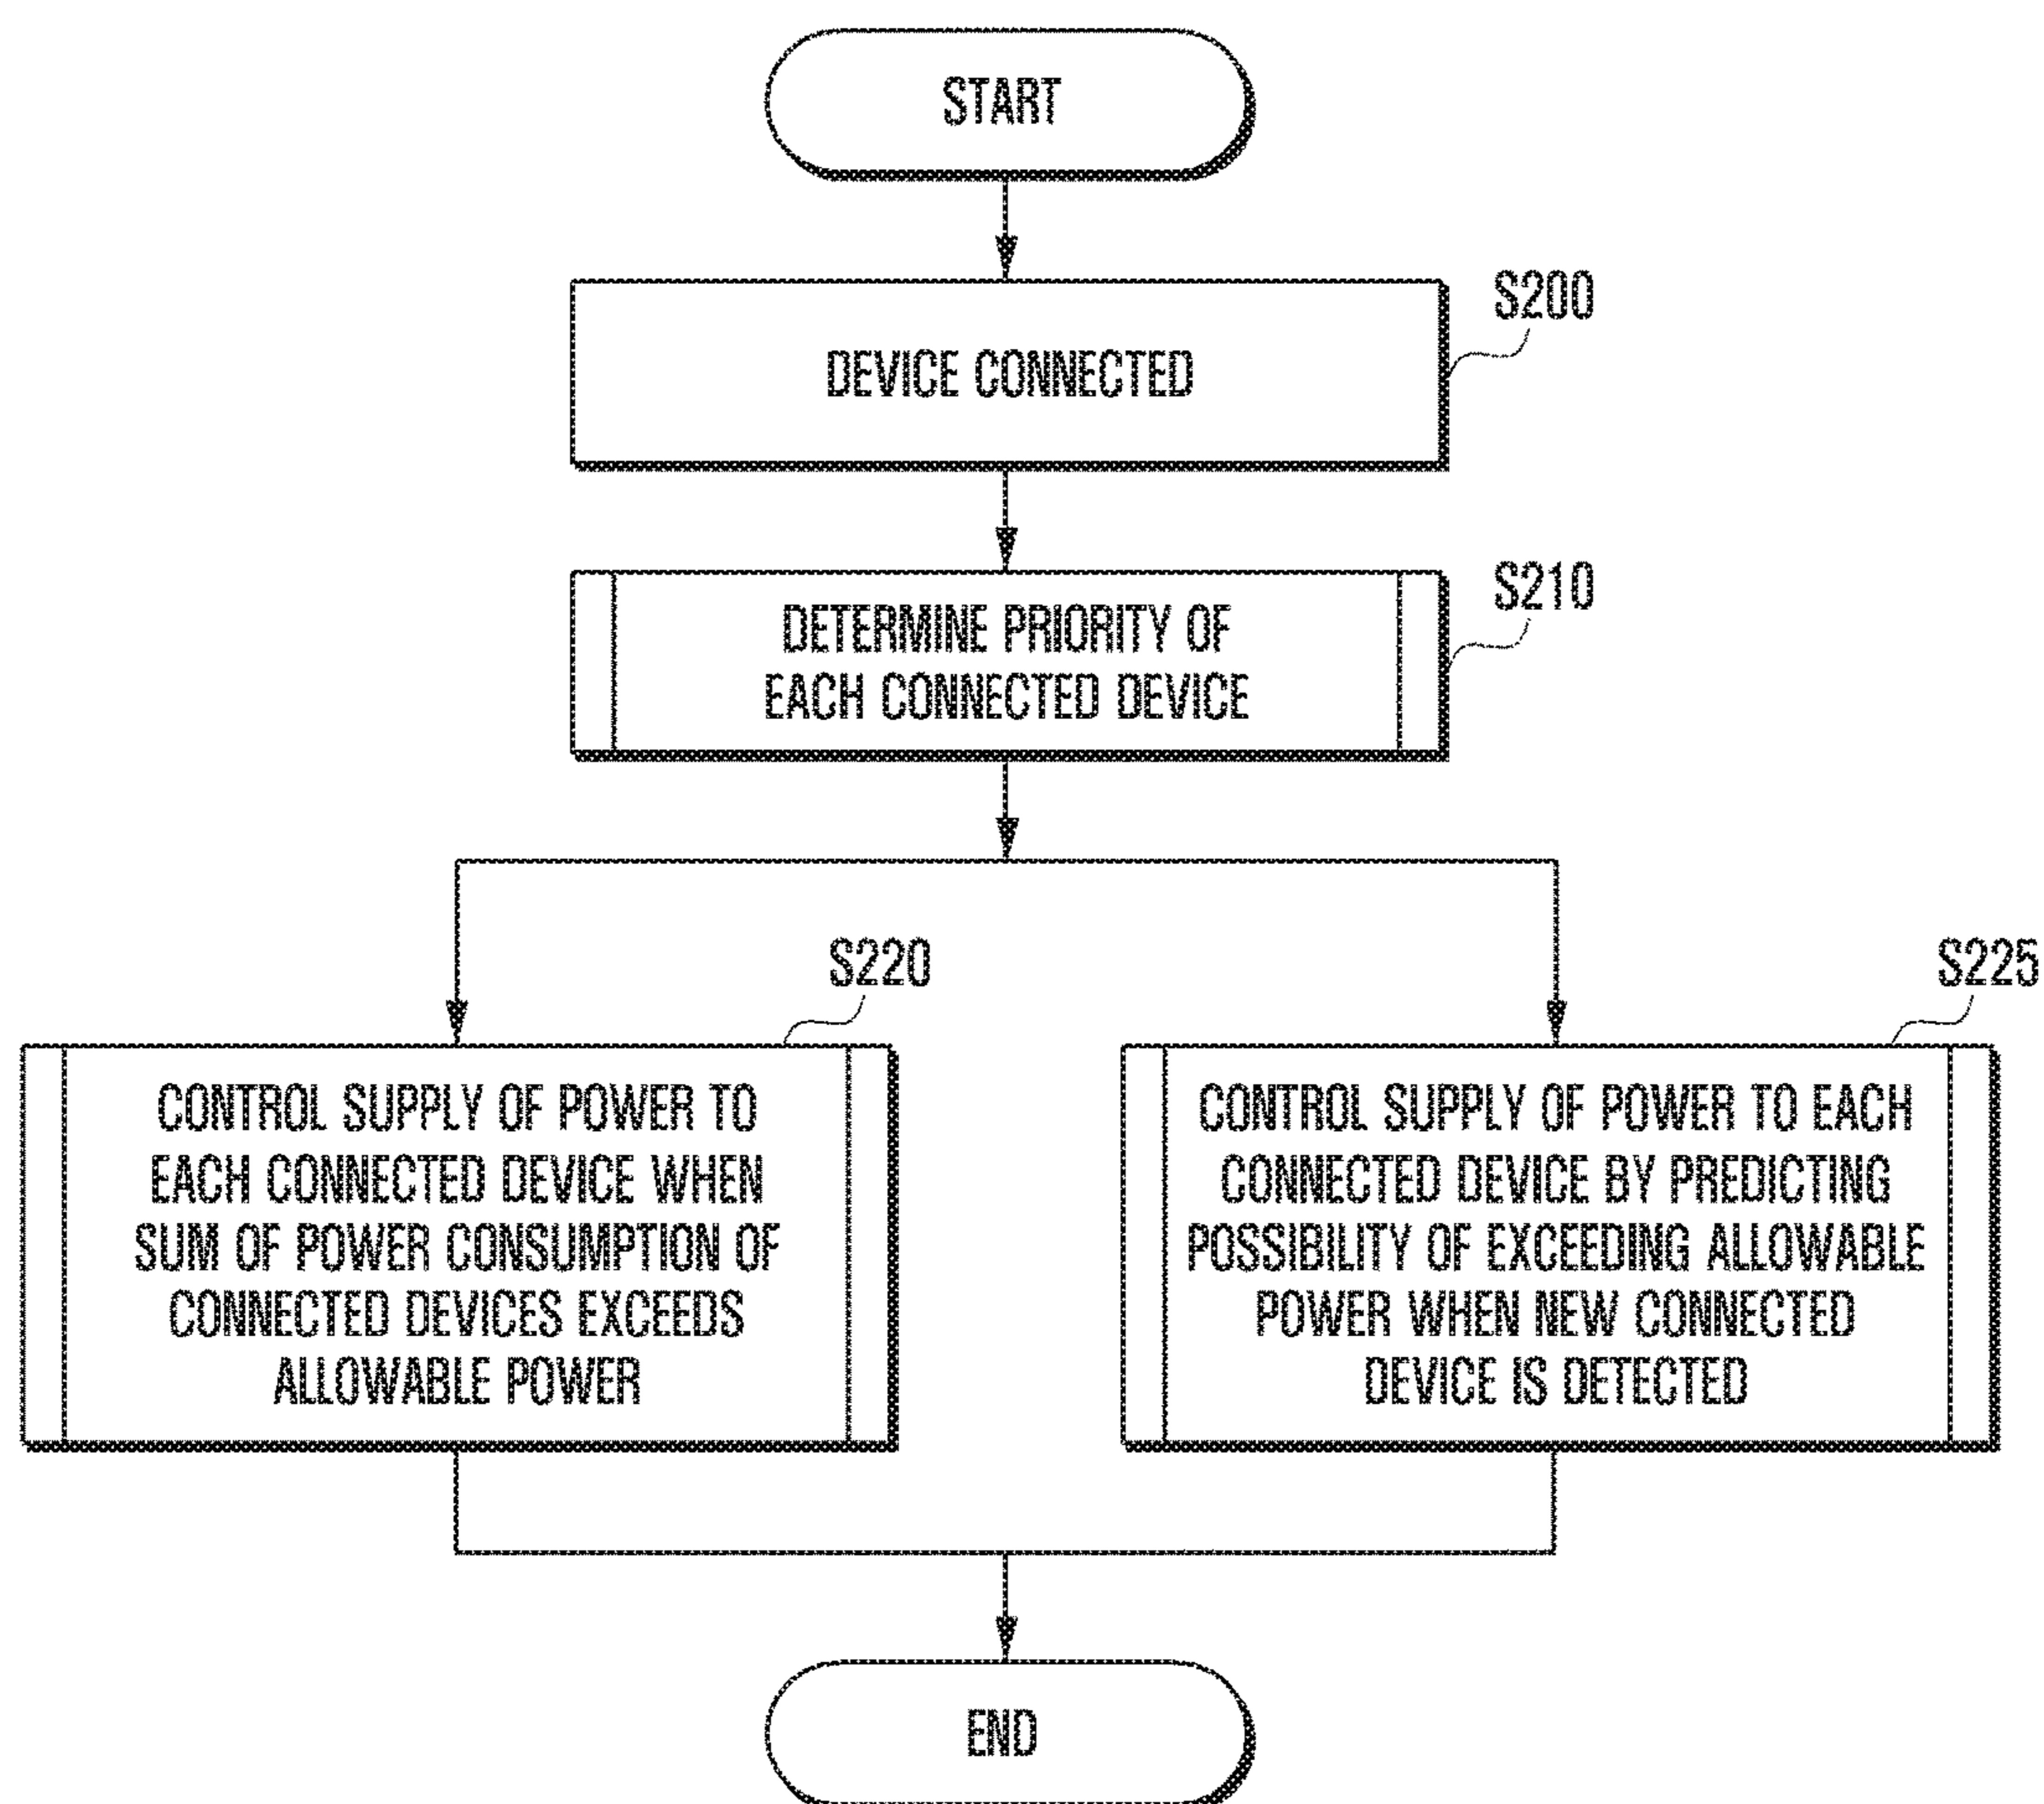 START
S200
DEVICE CONNECTED
S210
DETERMINE PRIORITY OF
EACH CONNECTED DEVICE
S220
CONTROL SUPPLY OF POWER TO
EACH CONNECTED DEVICE WHEN
SUM OF POWER CONSUMPTION OF
CONNECTED DEVICES EXCEEDS
ALLOWABLE POWER
S225
CONTROL SUPPLY OF POWER TO EACH
CONNECTED DEVICE BY PREDICTING
POSSIBILITY OF EXCEEDING ALLOWABLE
POWER WHEN NEW CONNECTED
DEVICE IS DETECTED
END